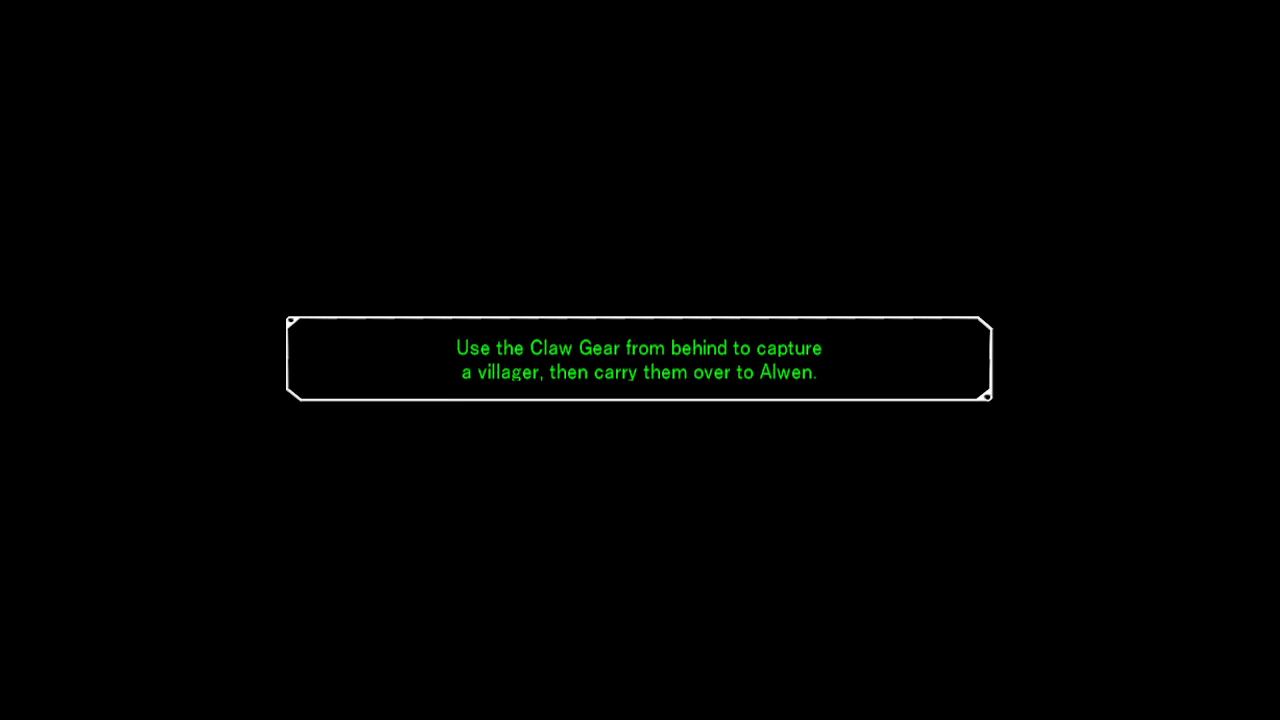 Use the Claw Gear from behind to capture
a villager, then carry them over to Alwen.